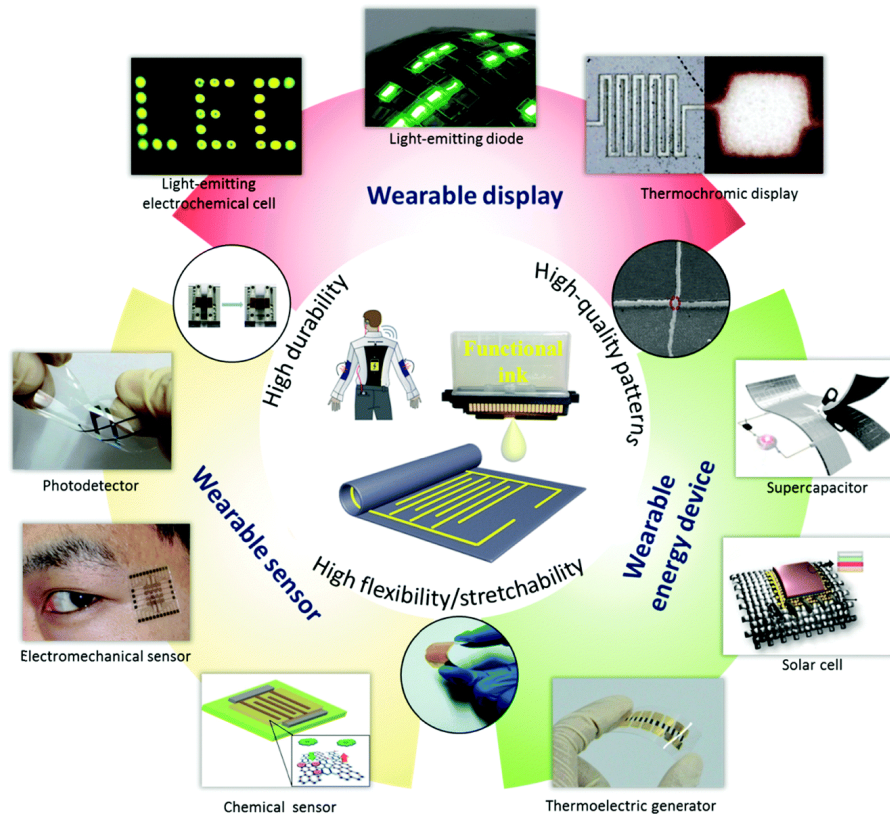 LEC
Light-emitting
electrochemical cell
Light-emitting diode
Thermochromic display
Wearable display
High durability
High-quality patterns
Functional
ink
Photodetector
Supercapacitor
Wearable sensor
Wearable
energy device
High flexibility/stretchability
Electromechanical sensor
Solar cell
Chemical sensor
Thermoelectric generator